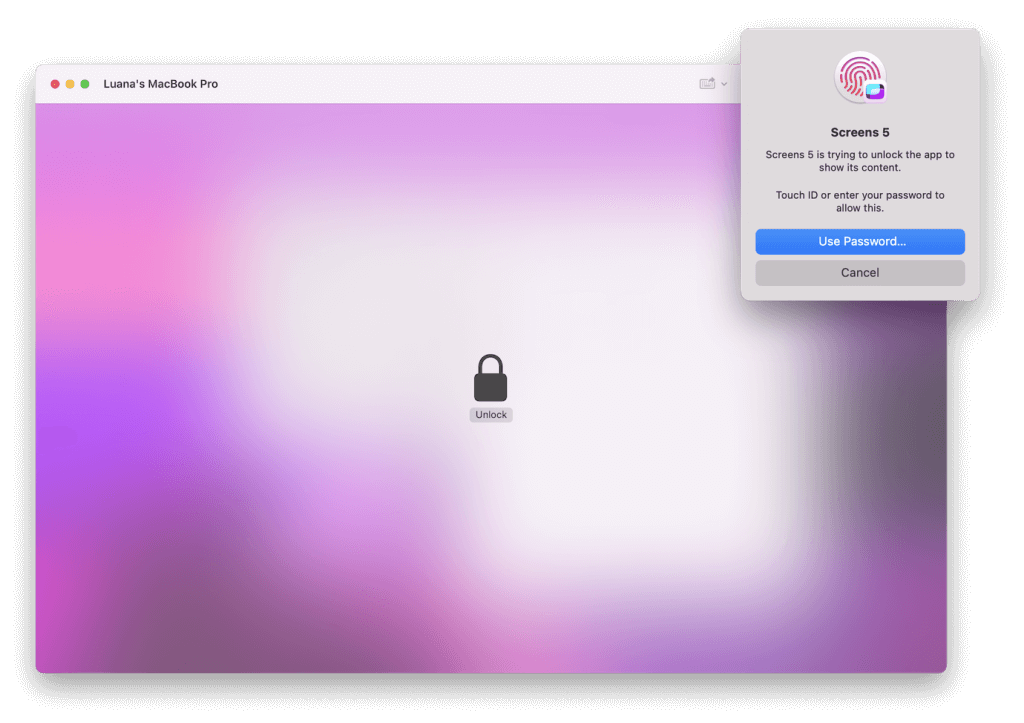 Luana's MacBook Pro
Screens 5
Screens 5 is trying to unlock the app to
show its content.
Touch ID or enter your password to
allow this.
Use Password...
Cancel
Unlock